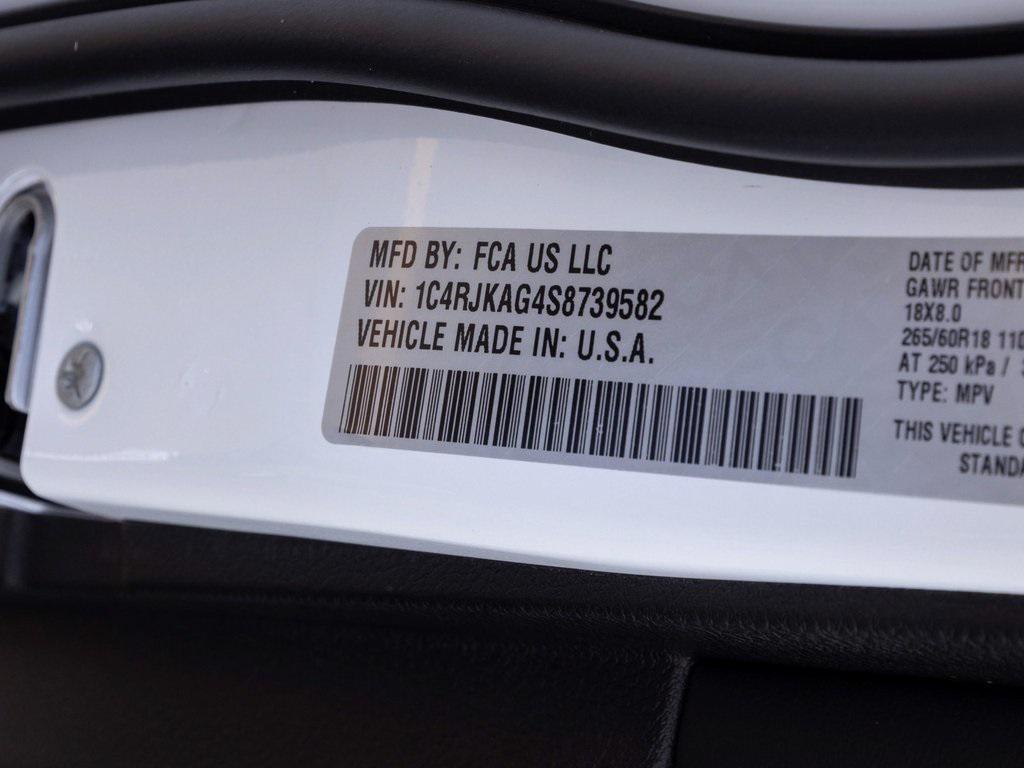 MFD BY: FCA US LLC
VIN: 1C4RJKAG4S8739582
VEHICLE MADE IN: U.S.A.
DATE OF MFR
GAWR FRONT
18X8.0
265/60R18 110
AT 250 kPa /
TYPE: MPV
THIS VEHICLE